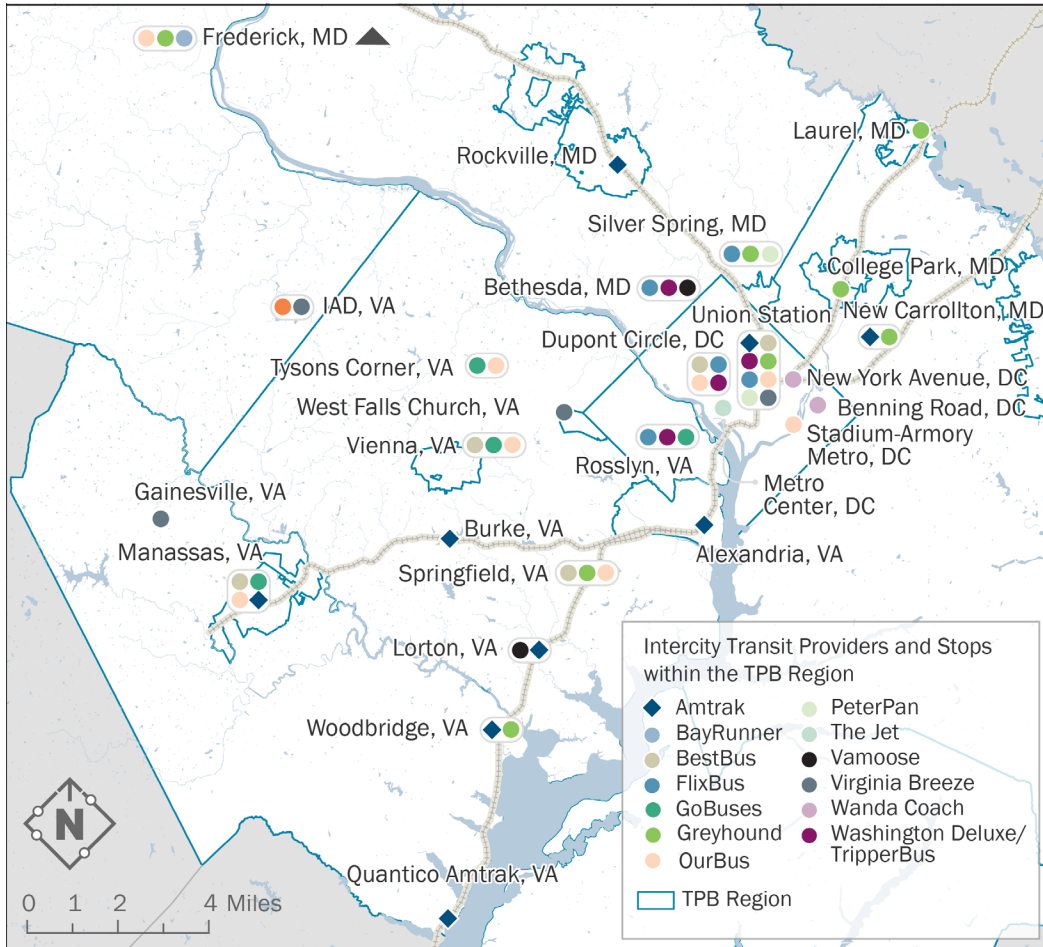 Frederick, MD
Laurel, MD
Rockville, MD
Silver Spring, MD
College Park, MD
Bethesda, MD
Union Station
New Carrollton, MD
IAD, VA
Dupont Circle, DC
Tysons Corner, VA
New York Avenue, DC
West Falls Church, VA
Benning Road, DC
Vienna, VA
Stadium-Armory
Metro, DC
Rosslyn, VA
Metro
Center, DC
Gainesville, VA
Burke, VA
Manassas, VA
Alexandria, VA
Springfield, VA
Lorton, VA
Woodbridge, VA
Quantico Amtrak, VA
N
0 1 2 4 Miles
Intercity Transit Providers and Stops
within the TPB Region
Amtrak
BayRunner
BestBus
FlixBus
GoBuses
Greyhound
OurBus
PeterPan
The Jet
Vamoose
Virginia Breeze
Wanda Coach
Washington Deluxe/
TripperBus
TPB Region